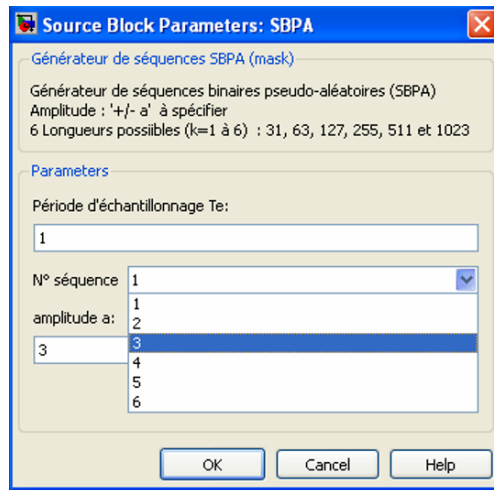 Source Block Parameters: SBPA
Générateur de séquences SBPA (mask)
Générateur de séquences binaires pseudo-aléatoires (SBPA)
Amplitude : '+/- a' à spécifier
6 Longueurs possiibles (k=1 à 6) : 31, 63, 127, 255, 511 et 1023
Parameters
Période d'échantillonnage Te:
1
N° séquence 1
1
amplitude a:
2
3
3
4
5
6
OK Cancel Help